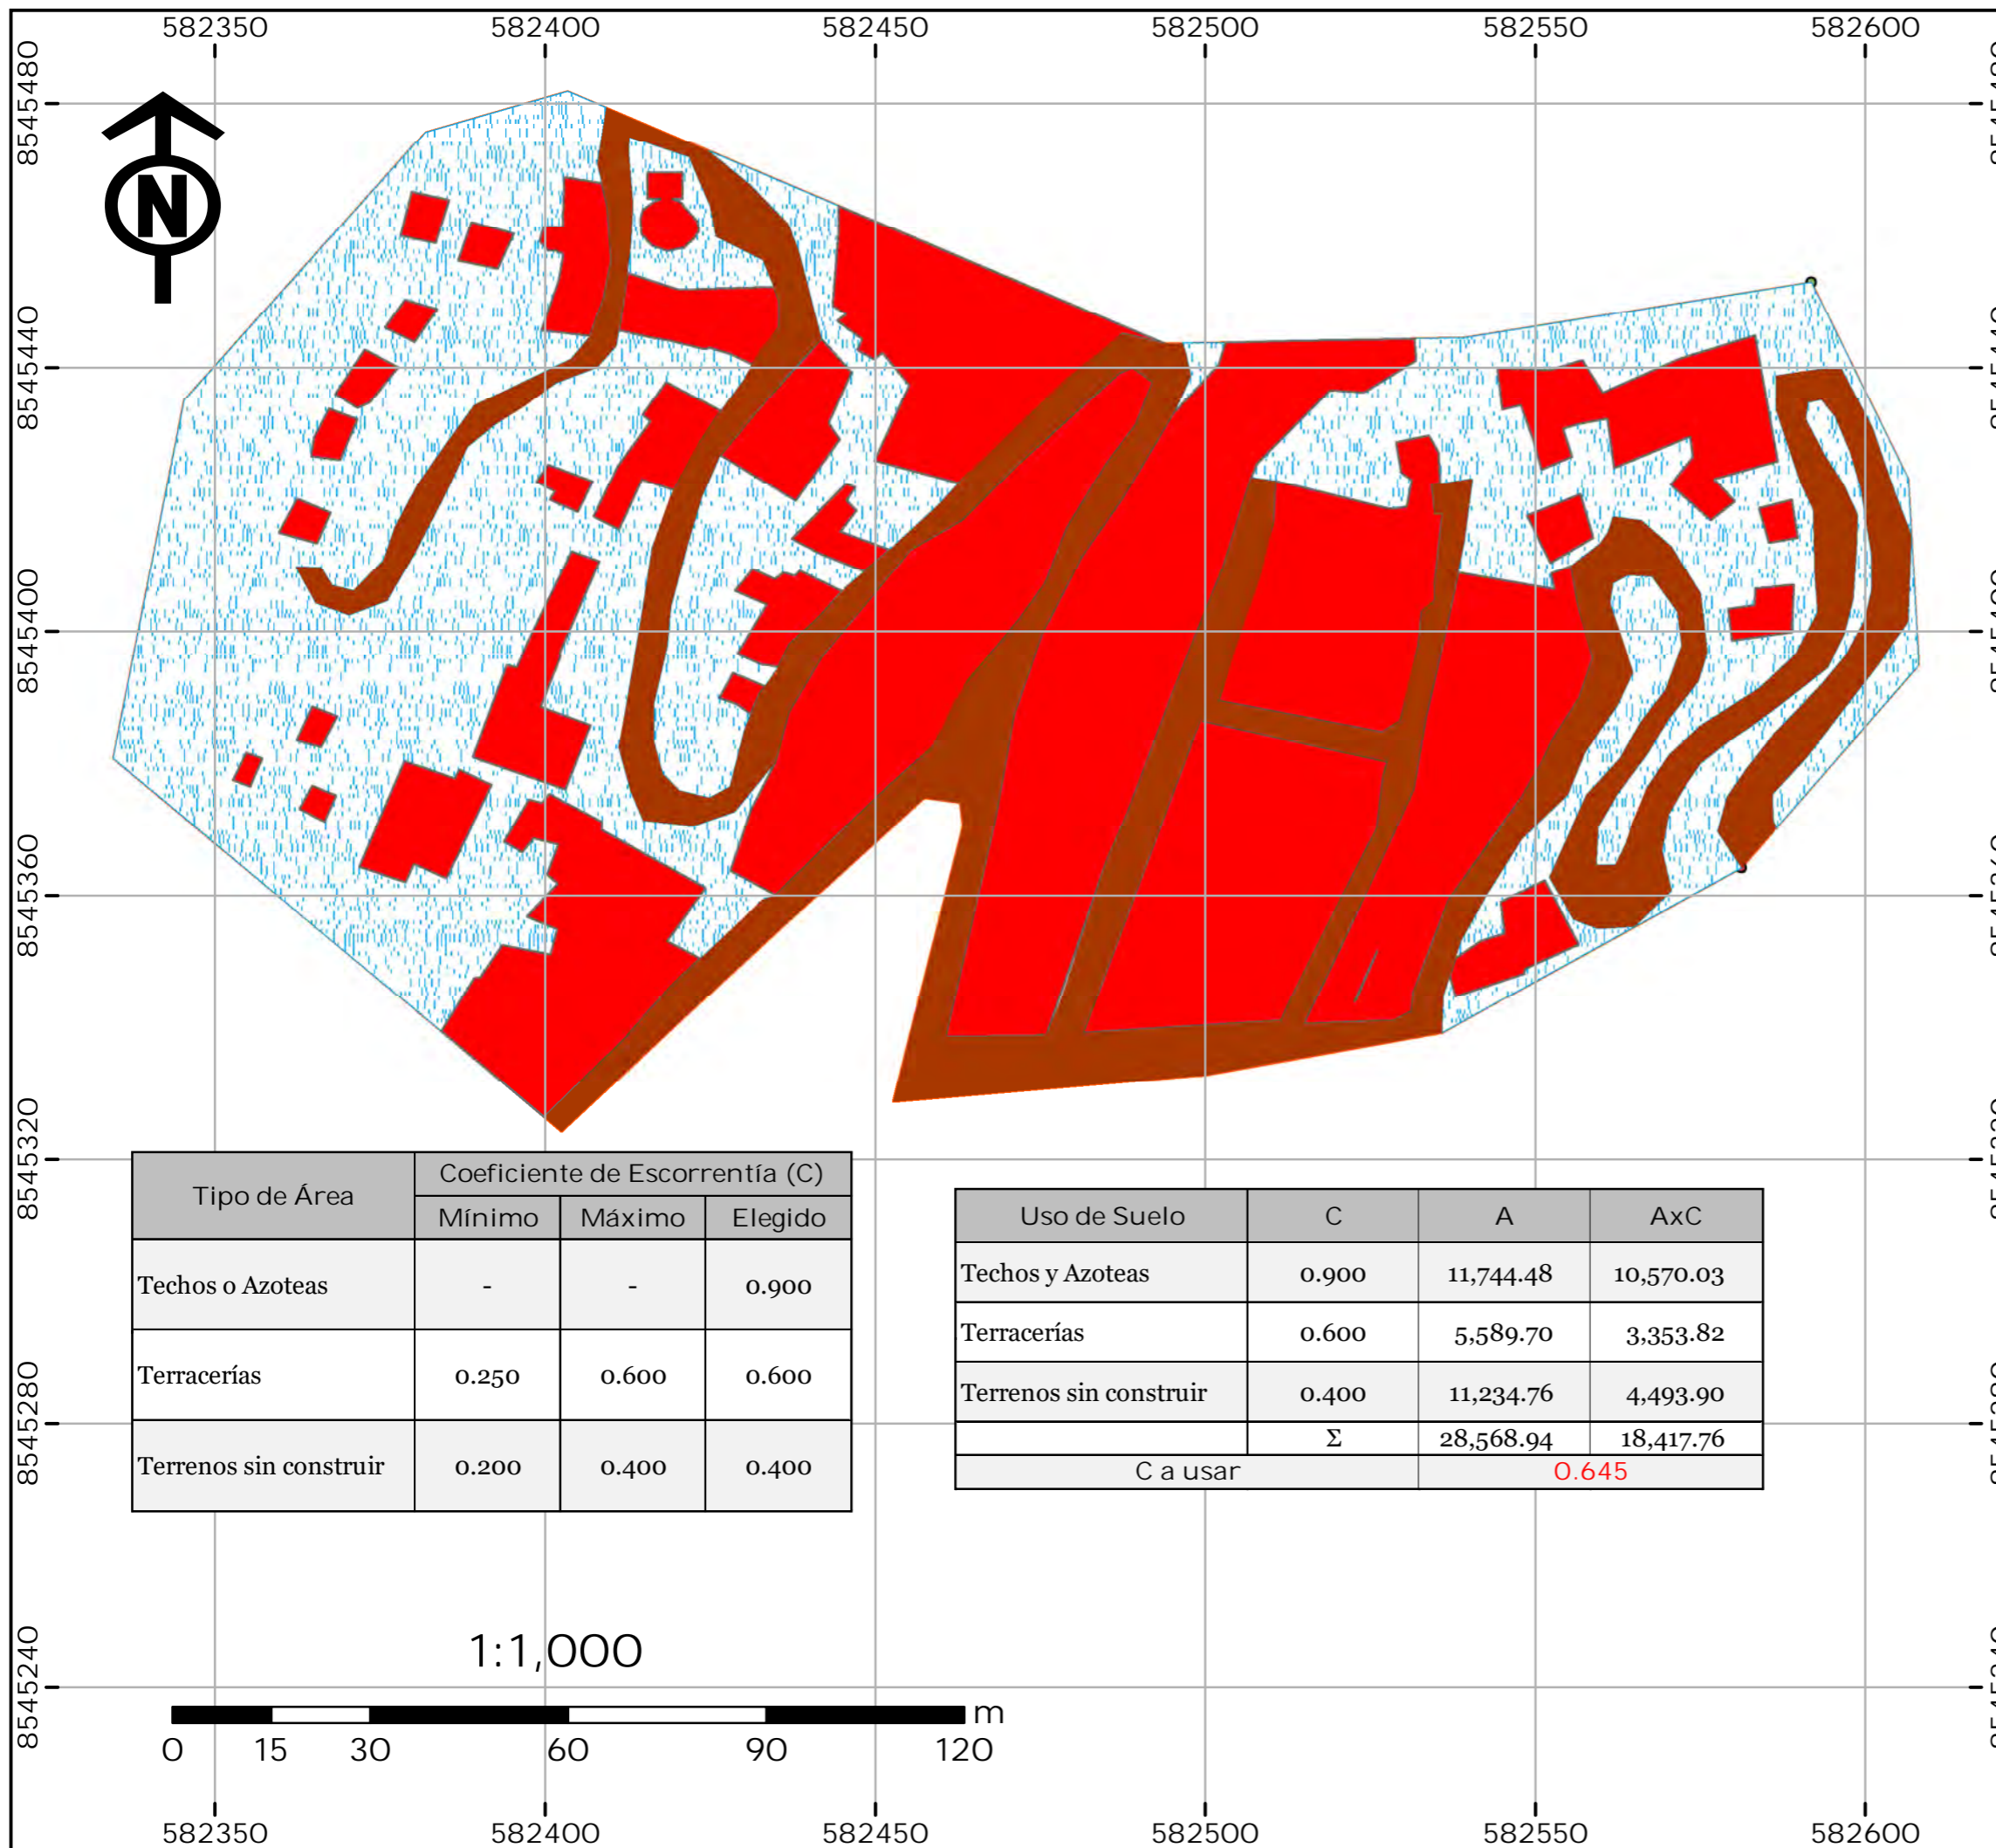 582350 582400 582450 582500 582550 582600
8545480
8545440
8545400
8545360
8545320
8545280
8545240
N
Tipo de Área Coeficiente de Escorrentía (C)
Mínimo Máximo Elegido
Techos o Azoteas - - 0.900
Terracerías 0.250 0.600 0.600
Terrenos sin construir 0.200 0.400 0.400
Uso de Suelo C A AxC
Techos y Azoteas 0.900 11,744.48 10,570.03
Terracerías 0.600 5,589.70 3,353.82
Terrenos sin construir 0.400 11,234.76 4,493.90
Σ 28,568.94 18,417.76
C a usar 0.645
1:1,000
m
0 15 30 60 90 120
582350 582400 582450 582500 582550 582600